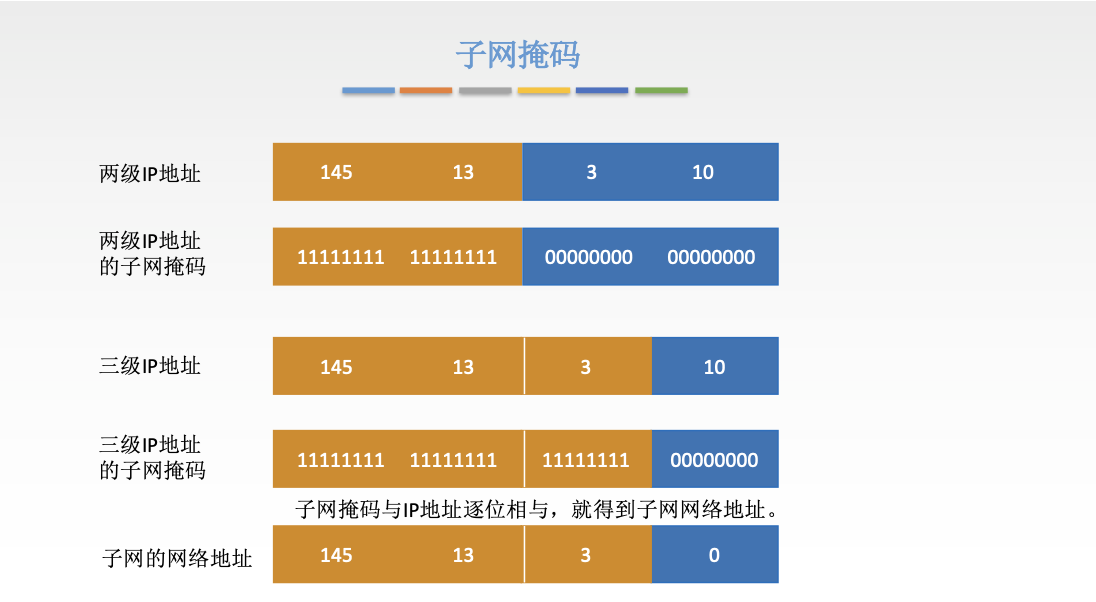 子网掩码
两级IP地址
145 13 3 10
两级IP地址
的子网掩码
11111111 11111111 00000000 00000000
三级IP地址
145 13 3 10
三级IP地址
的子网掩码
11111111 11111111 11111111 00000000
子网掩码与IP地址逐位相与，就得到子网网络地址。
子网的网络地址
145 13 3 0